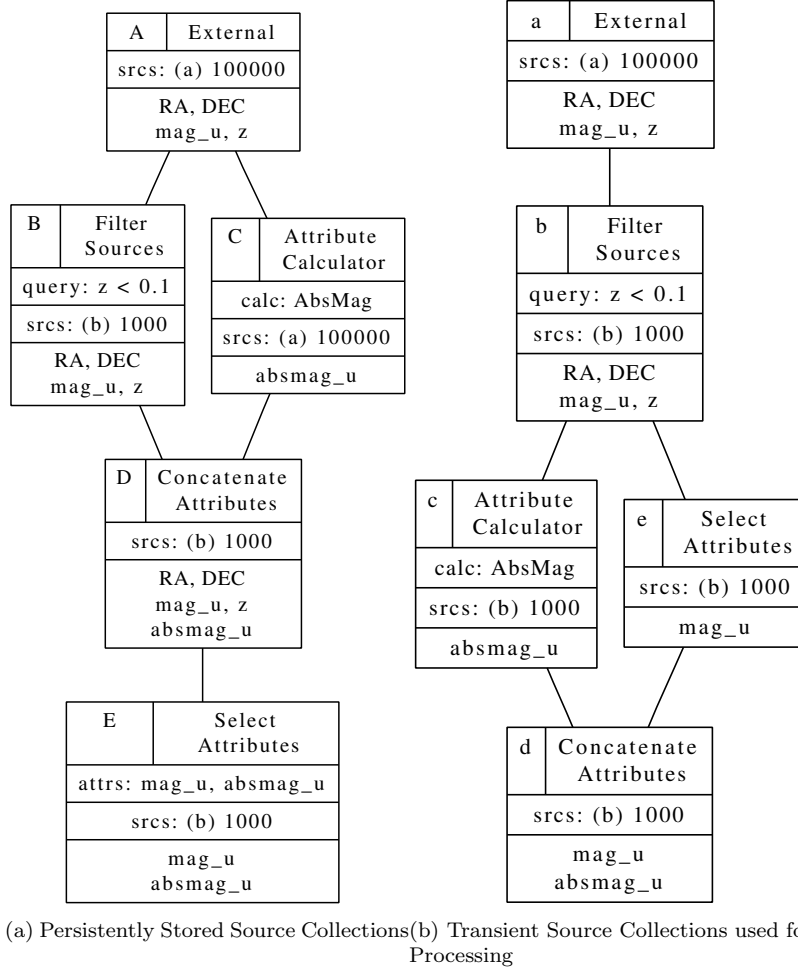 A External
srcs: (a) 100000
RA, DEC
mag_u, z
B Filter
Sources
query: z < 0.1
srcs: (b) 1000
RA, DEC
mag_u, z
C Attribute
Calculator
calc: AbsMag
srcs: (a) 100000
absmag_u
D Concatenate
Attributes
srcs: (b) 1000
RA, DEC
mag_u, z
absmag_u
E Select
Attributes
attrs: mag_u, absmag_u
srcs: (b) 1000
mag_u
absmag_u
(a) Persistently Stored Source Collections
a External
srcs: (a) 100000
RA, DEC
mag_u, z
b Filter
Sources
query: z < 0.1
srcs: (b) 1000
RA, DEC
mag_u, z
c Attribute
Calculator
calc: AbsMag
srcs: (b) 1000
absmag_u
e Select
Attributes
srcs: (b) 1000
mag_u
d Concatenate
Attributes
srcs: (b) 1000
mag_u
absmag_u
(b) Transient Source Collections used
Processing